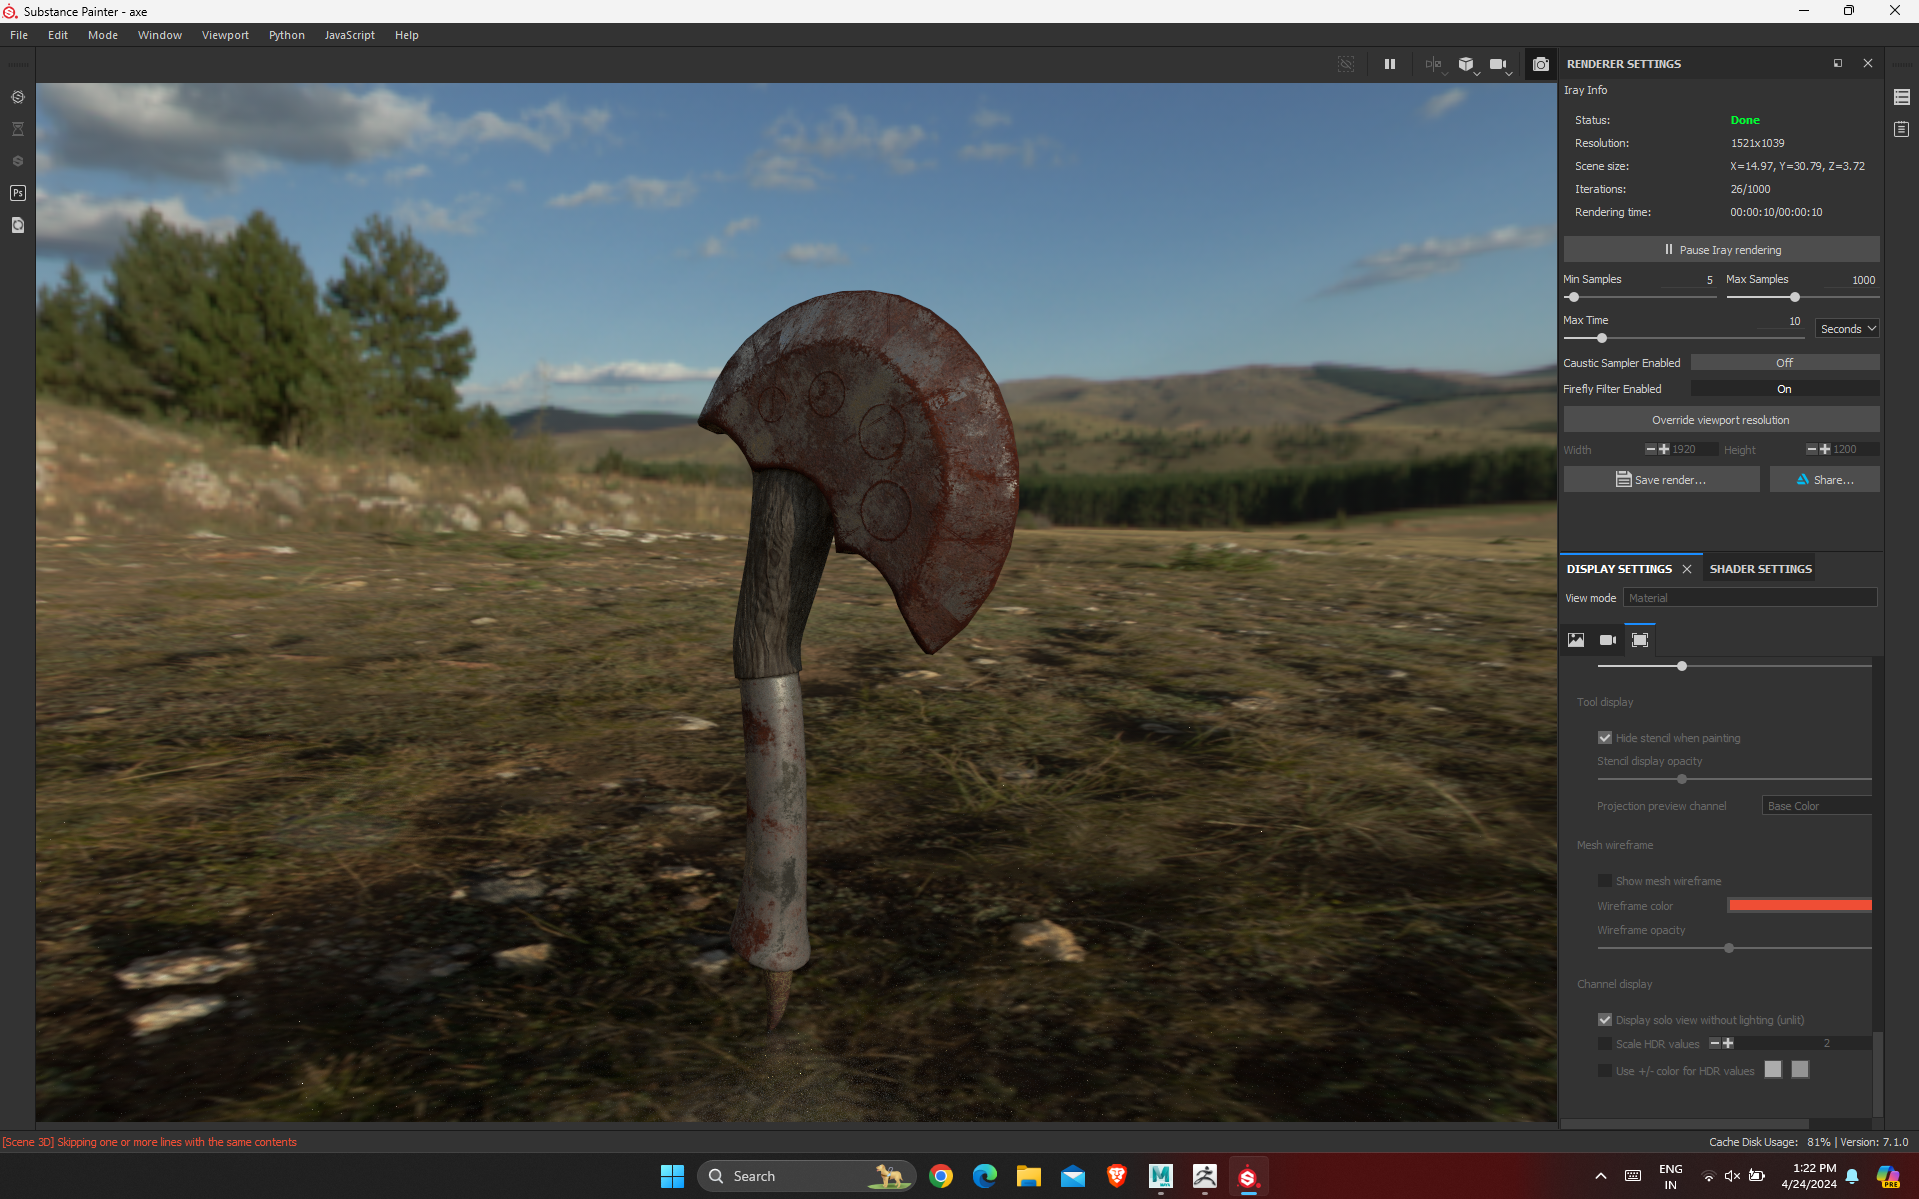 Substance Painter - axe
File Edit Mode Window Viewport Python JavaScript Help
RENDERER SETTINGS
Iray Info
Status: Done
Resolution: 1521x1039
Scene size: X=14.97, Y=30.79, Z=3.72
Iterations: 26/1000
Rendering time: 00:00:10/00:00:10
Pause Iray rendering
Min Samples 5 Max Samples 1000
Max Time 10 Seconds
Caustic Sampler Enabled Off
Firefly Filter Enabled On
Override viewport resolution
Width 1920 Height 1200
Save render... Share...
DISPLAY SETTINGS SHADER SETTINGS
View mode Material
Tool display
Hide stencil when painting
Stencil display opacity
Projection preview channel Base Color
Mesh wireframe
Show mesh wireframe
Wireframe color
Wireframe opacity
Channel display
Display solo view without lighting (unlit)
Scale HDR values 2
Use +/- color for HDR values
Ps
[Scene 3D] Skipping one or more lines with the same contents
Cache Disk Usage: 81% | Version: 7.1.0
Search
ENG
IN
1:22 PM
4/24/2024
PRE